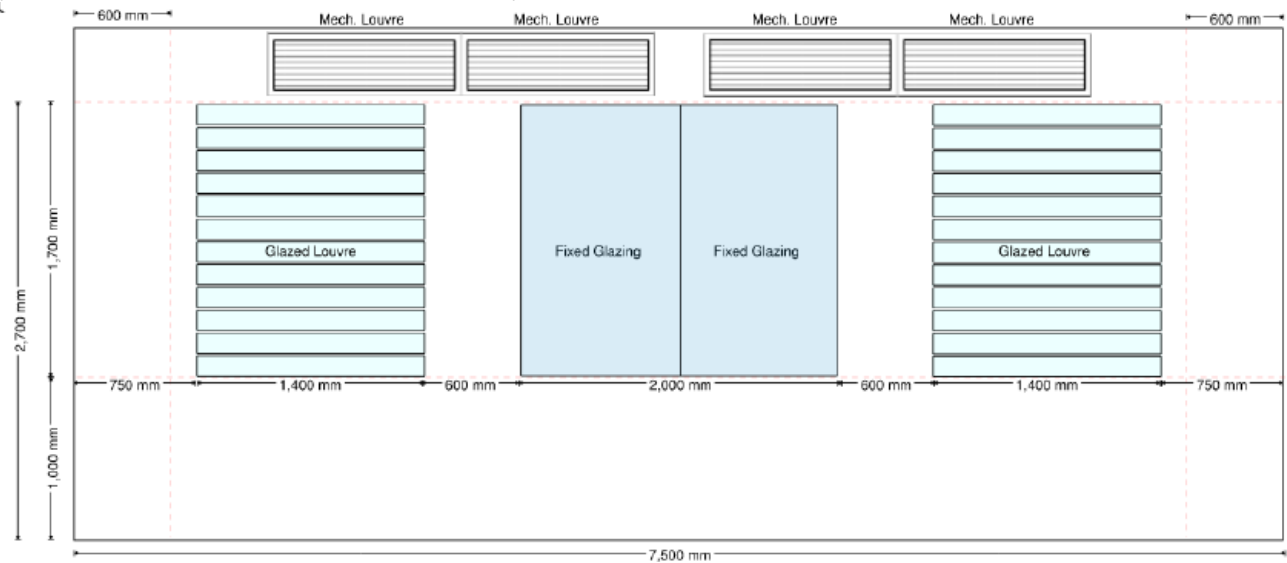 600 mm
Mech. Louvre
Mech. Louvre
Mech. Louvre
Mech. Louvre
600 mm
2,700 mm
1,700 mm
Glazed Louvre
Fixed Glazing
Fixed Glazing
Glazed Louvre
750 mm
1,400 mm
600 mm
2,000 mm
600 mm
1,400 mm
750 mm
1,000 mm
7,500 mm